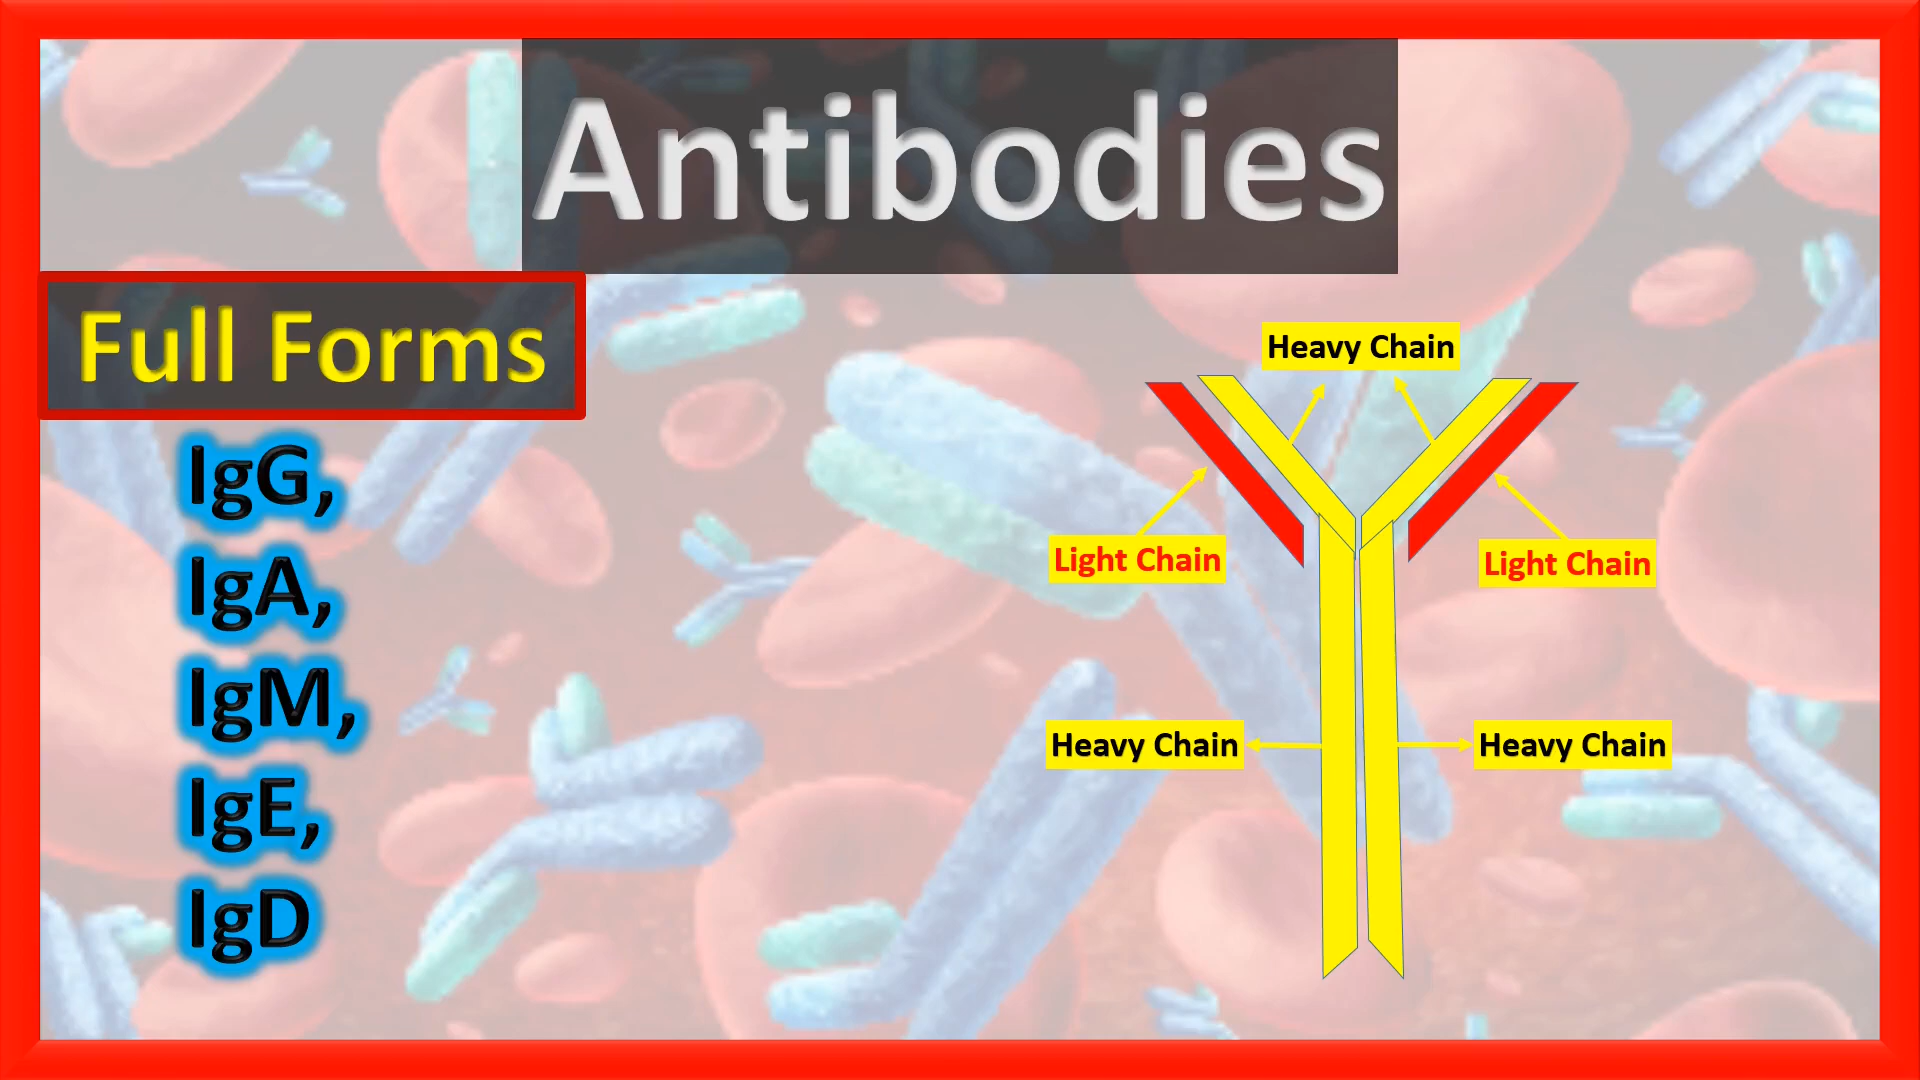 Antibodies
Full Forms
IgG,
IgA,
IgM,
IgE,
IgD
Heavy Chain
Light Chain
Light Chain
Heavy Chain
Heavy Chain